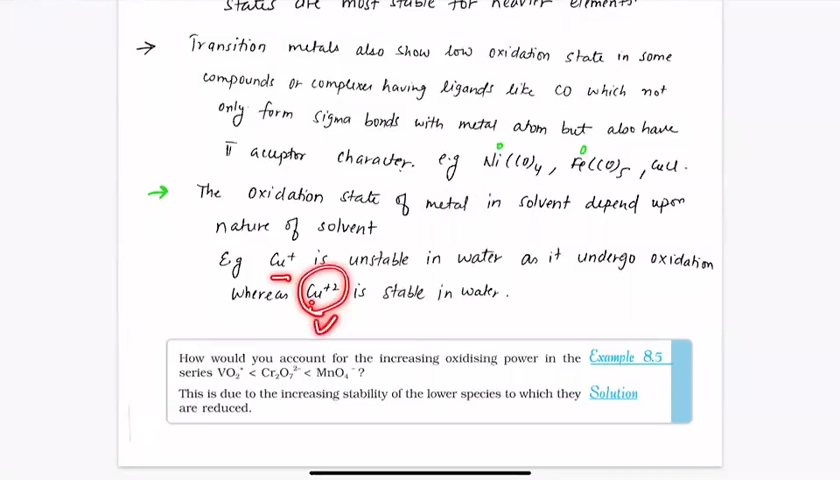 states are most stable for heavier elements.
→ Transition metals also show low oxidation state in some
compounds or complexes having ligands like CO which not
only form sigma bonds with metal atom but also have
π acceptor character. e.g Ni(CO)₄, Fe(CO)₅, CuCl.
0 0
→ The oxidation state of metal in solvent depend upon
nature of solvent
Eg Cu⁺ is unstable in water as it undergo oxidation
whereas Cu⁺² is stable in water.
How would you account for the increasing oxidising power in the Example 8.5
series VO₂⁺ < Cr₂O₇²⁻ < MnO₄⁻ ?
This is due to the increasing stability of the lower species to which they Solution
are reduced.